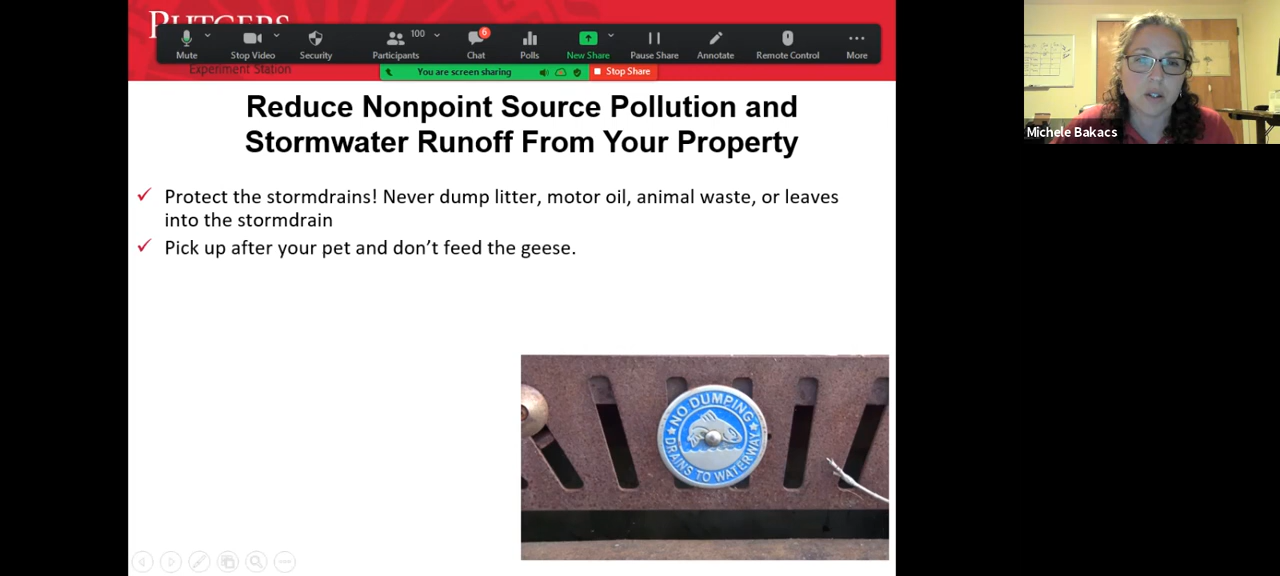 RUTGERS
100
6
Mute
Stop Video
Security
Participants
Chat
Polls
New Share
Pause Share
Annotate
Remote Control
More
Experiment Station
You are screen sharing
Stop Share
Reduce Nonpoint Source Pollution and
Stormwater Runoff From Your Property
✓ Protect the stormdrains! Never dump litter, motor oil, animal waste, or leaves
into the stormdrain
✓ Pick up after your pet and don’t feed the geese.
NO DUMPING
DRAINS TO WATERWAY
Michele Bakacs